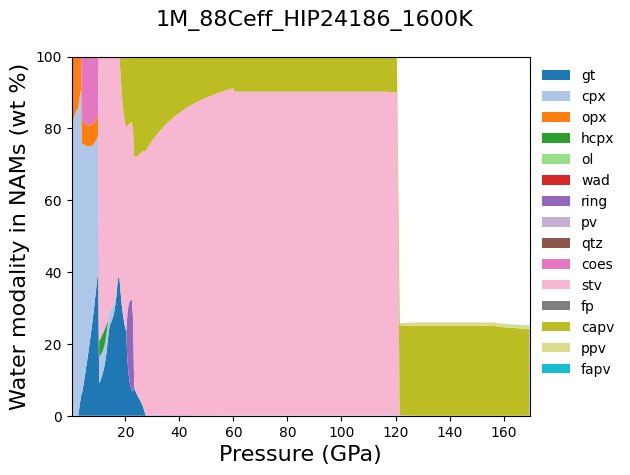 1M_88Ceff_HIP24186_1600K
Water modality in NAMs (wt %)
100
80
60
40
20
0
20
40
60
80
100
120
140
160
Pressure (GPa)
gt
cpx
opx
hcpx
ol
wad
ring
pv
qtz
coes
stv
fp
capv
ppv
fapv